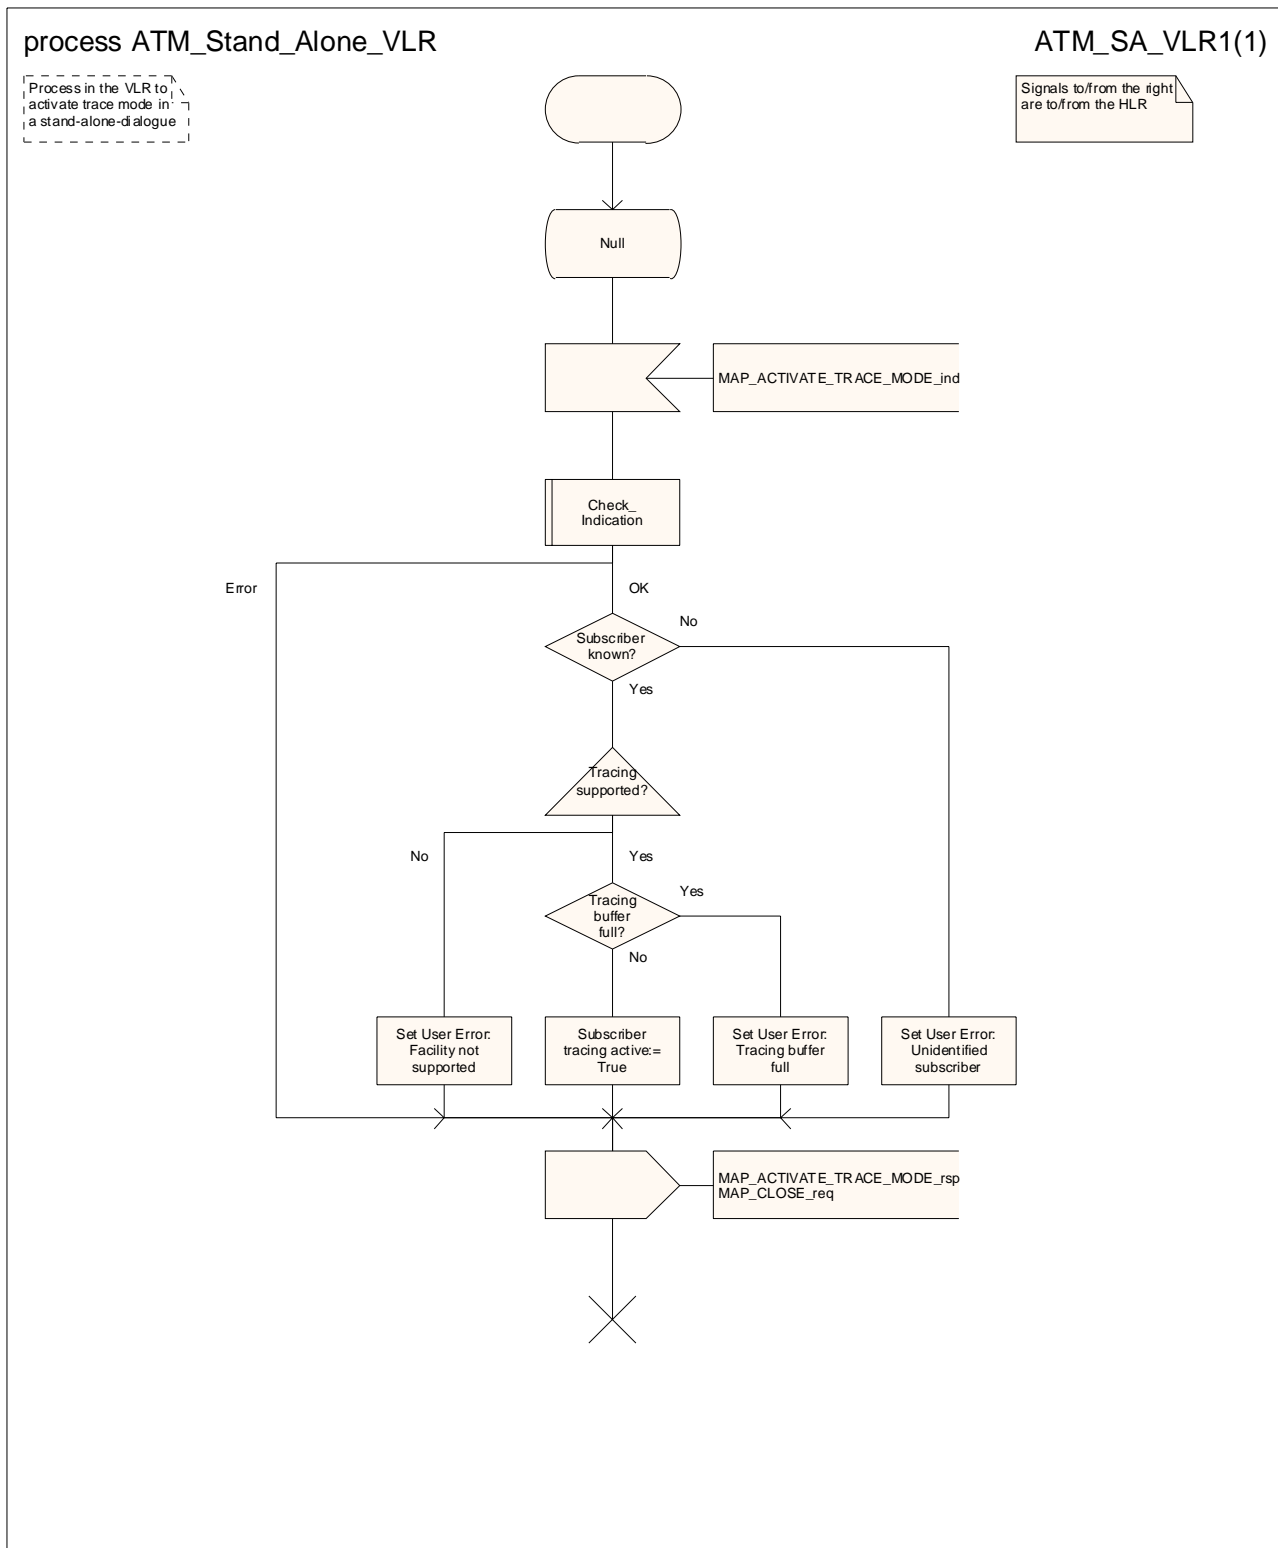 process ATM_Stand_Alone_VLR
ATM_SA_VLR1(1)
Process in the VLR to
activate trace mode in
a stand-alone-dialogue
Signals to/from the right
are to/from the HLR
Null
MAP_ACTIVATE_TRACE_MODE_ind
Check_
Indication
Error
OK
No
Subscriber
known?
Yes
Tracing
supported?
No
Yes
Yes
Tracing
buffer
full?
No
Set User Error:
Facility not
supported
Subscriber
tracing active:=
True
Set User Error:
Tracing buffer
full
Set User Error:
Unidentified
subscriber
MAP_ACTIVATE_TRACE_MODE_rsp
MAP_CLOSE_req